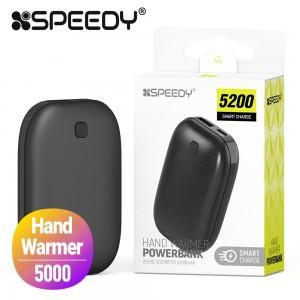 SPEEDY
SPEEDY
5200
SMART CHARGE
HAND WARMER
POWERBANK
SMART
CHARGE
Hand
Warmer
5000